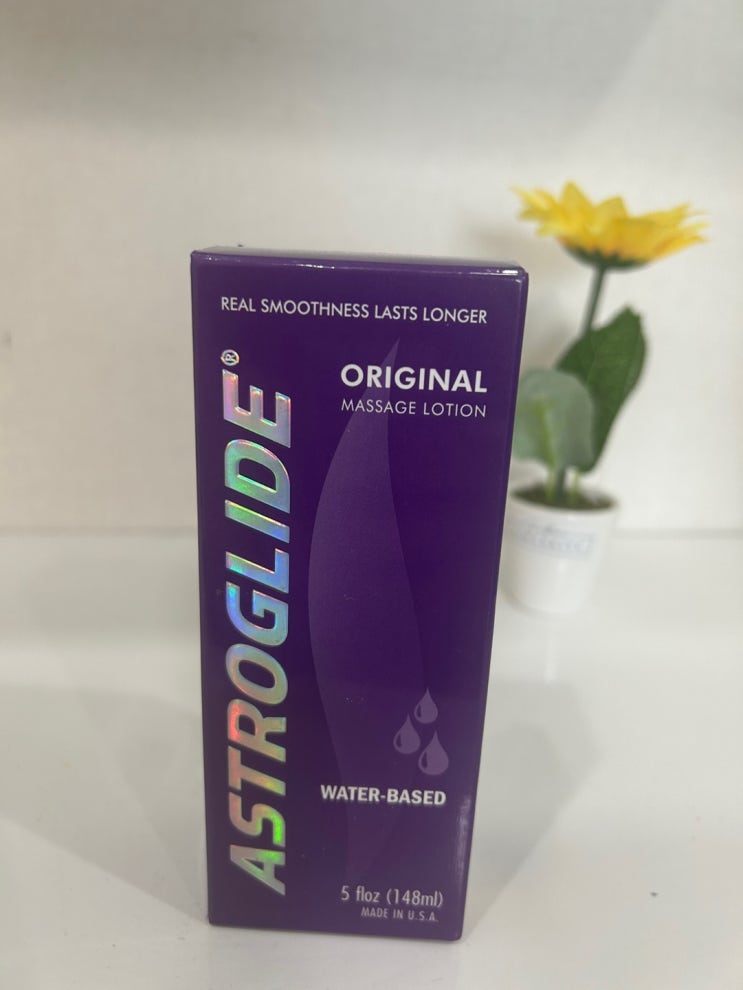 REAL SMOOTHNESS LASTS LONGER
ASTROGLIDE®
ORIGINAL
MASSAGE LOTION
WATER-BASED
5 floz (148ml)
MADE IN U.S.A.